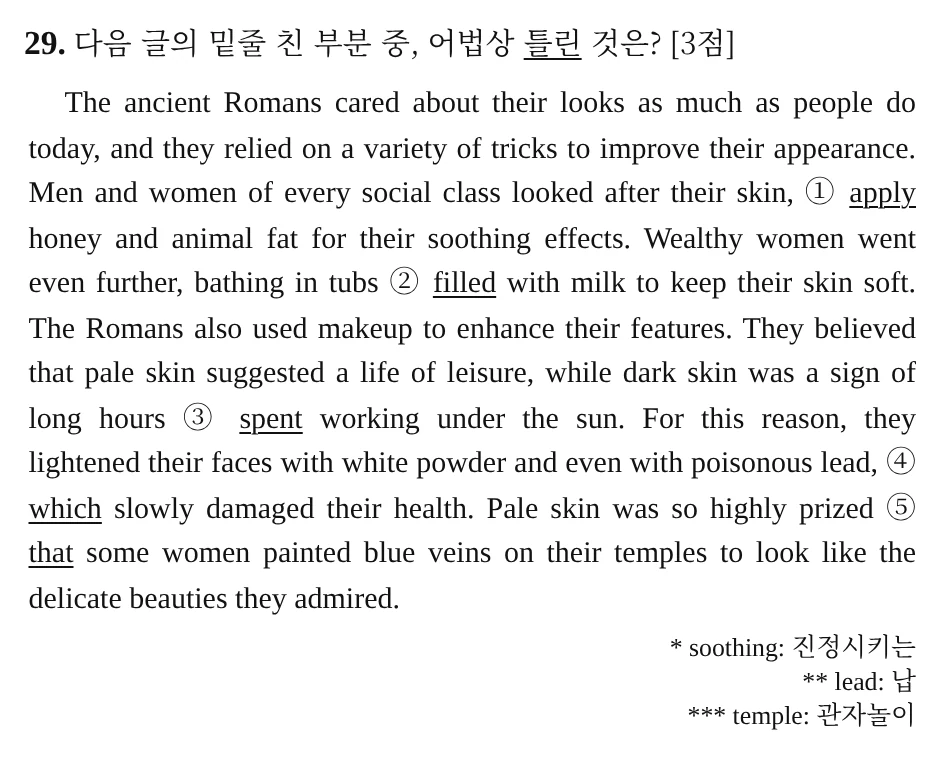 29. 다음 글의 밑줄 친 부분 중, 어법상 틀린 것은? [3점]
The ancient Romans cared about their looks as much as people do
today, and they relied on a variety of tricks to improve their appearance.
Men and women of every social class looked after their skin, ① apply
honey and animal fat for their soothing effects. Wealthy women went
even further, bathing in tubs ② filled with milk to keep their skin soft.
The Romans also used makeup to enhance their features. They believed
that pale skin suggested a life of leisure, while dark skin was a sign of
long hours ③ spent working under the sun. For this reason, they
lightened their faces with white powder and even with poisonous lead, ④
which slowly damaged their health. Pale skin was so highly prized ⑤
that some women painted blue veins on their temples to look like the
delicate beauties they admired.
* soothing: 진정시키는
** lead: 납
*** temple: 관자놀이